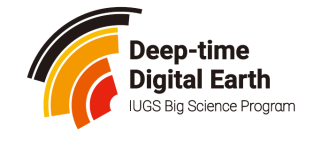 Deep-time
Digital Earth
IUGS Big Science Program